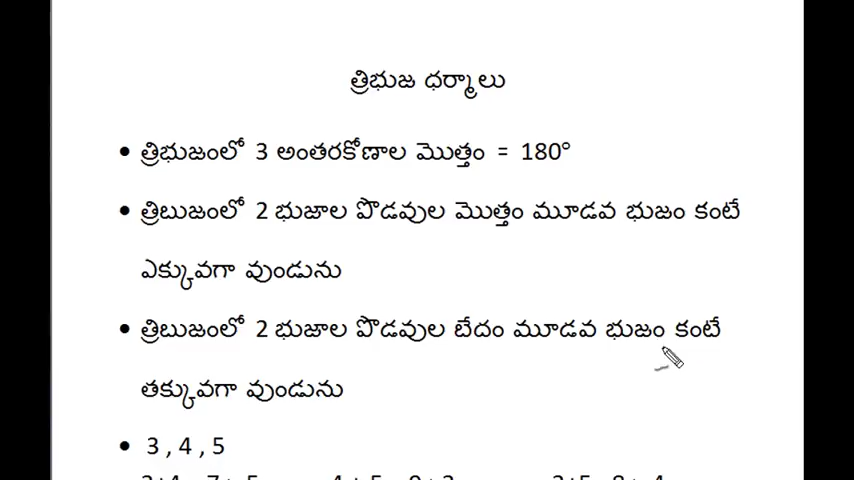 త్రిభుజ ధర్మాలు
• త్రిభుజంలో 3 అంతరకోణాల మొత్తం = 180°
• త్రిబుజంలో 2 భుజాల పొడవుల మొత్తం మూడవ భుజం కంటే
ఎక్కువగా వుండును
• త్రిబుజంలో 2 భుజాల పొడవుల బేదం మూడవ భుజం కంటే
తక్కువగా వుండును
• 3 , 4 , 5